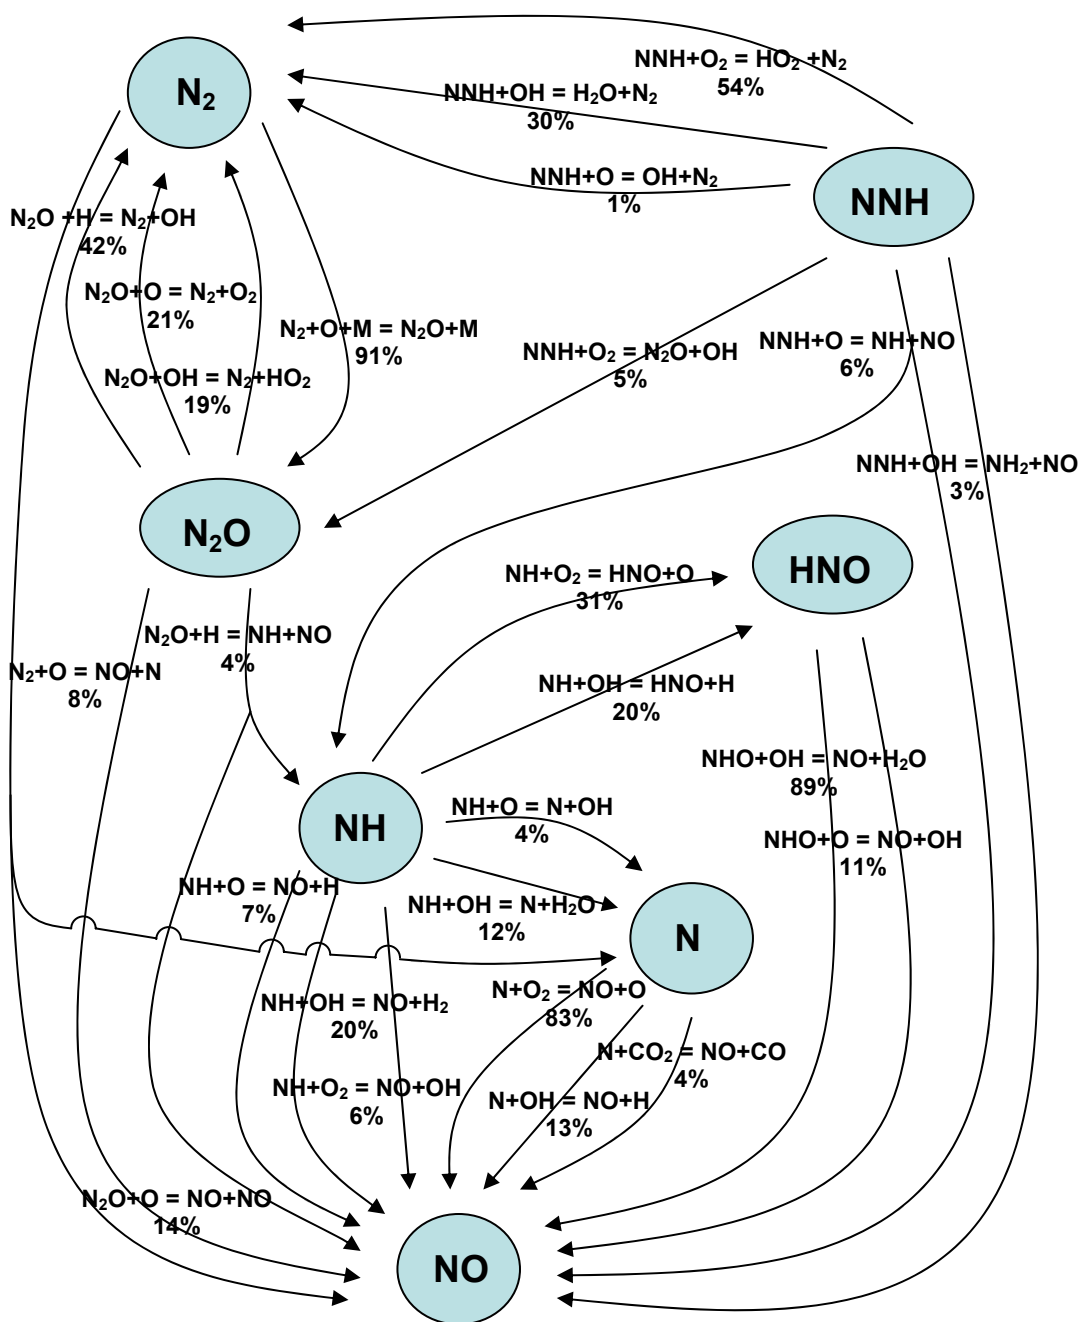 N₂
NNH+O₂ = HO₂ +N₂
54%
NNH+OH = H₂O+N₂
30%
NNH+O = OH+N₂
1%
NNH
N₂O +H = N₂+OH
42%
N₂O+O = N₂+O₂
21%
N₂+O+M = N₂O+M
91%
NNH+O₂ = N₂O+OH
5%
NNH+O = NH+NO
6%
N₂O+OH = N₂+HO₂
19%
NNH+OH = NH₂+NO
3%
N₂O
HNO
NH+O₂ = HNO+O
31%
N₂O+H = NH+NO
4%
N₂+O = NO+N
8%
NH+OH = HNO+H
20%
NHO+OH = NO+H₂O
89%
NH
NH+O = N+OH
4%
NHO+O = NO+OH
11%
NH+O = NO+H
7%
NH+OH = N+H₂O
12%
N
NH+OH = NO+H₂
20%
N+O₂ = NO+O
83%
N+CO₂ = NO+CO
4%
NH+O₂ = NO+OH
6%
N+OH = NO+H
13%
N₂O+O = NO+NO
14%
NO